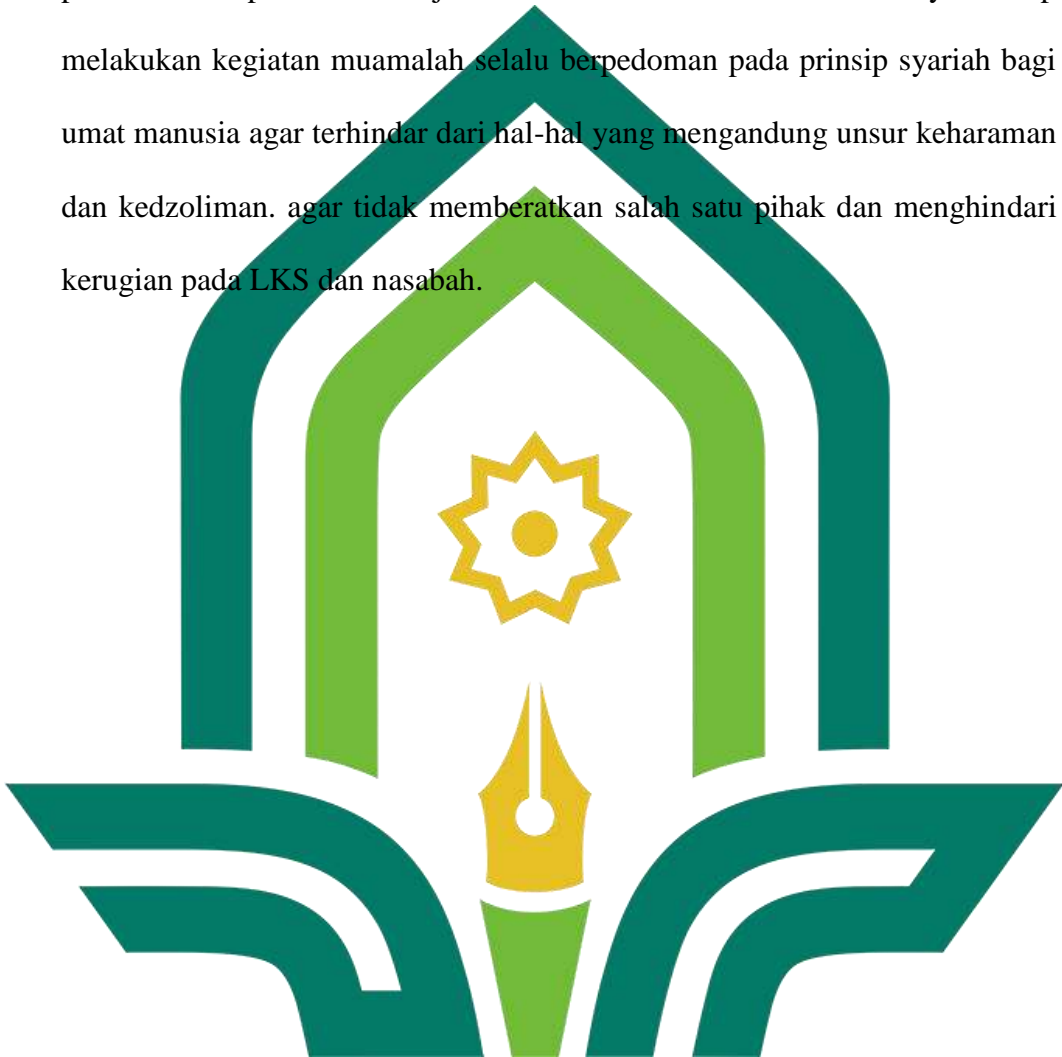 melakukan kegiatan muamalah selalu berpedoman pada prinsip syariah bagi
umat manusia agar terhindar dari hal-hal yang mengandung unsur keharaman
dan kedzoliman. agar tidak memberatkan salah satu pihak dan menghindari
kerugian pada LKS dan nasabah.